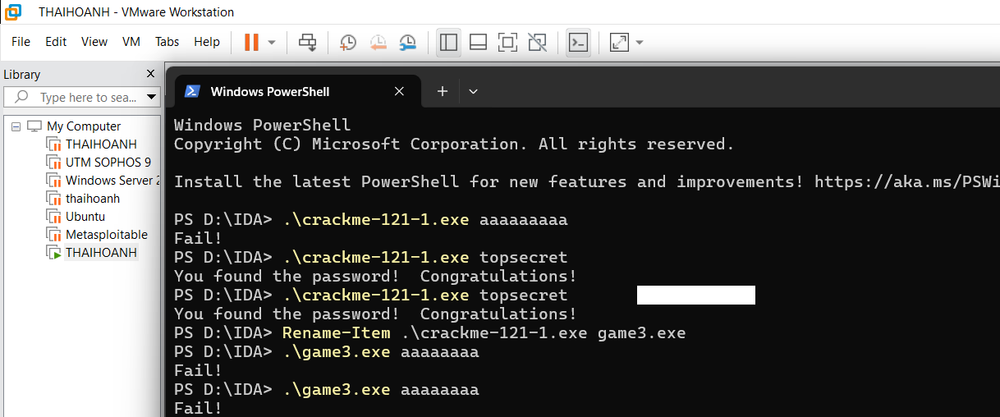 THAIHOANH - VMware Workstation
File Edit View VM Tabs Help
Library
Type here to sea...
My Computer
THAIHOANH
UTM SOPHOS 9
Windows Server 2
thaihoanh
Ubuntu
Metasploitable
THAIHOANH
Windows PowerShell
Windows PowerShell
Copyright (C) Microsoft Corporation. All rights reserved.
Install the latest PowerShell for new features and improvements! https://aka.ms/PSWi
PS D:\IDA> .\crackme-121-1.exe aaaaaaaaa
Fail!
PS D:\IDA> .\crackme-121-1.exe topsecret
You found the password!  Congratulations!
PS D:\IDA> .\crackme-121-1.exe topsecret
You found the password!  Congratulations!
PS D:\IDA> Rename-Item .\crackme-121-1.exe game3.exe
PS D:\IDA> .\game3.exe aaaaaaaa
Fail!
PS D:\IDA> .\game3.exe aaaaaaaa
Fail!